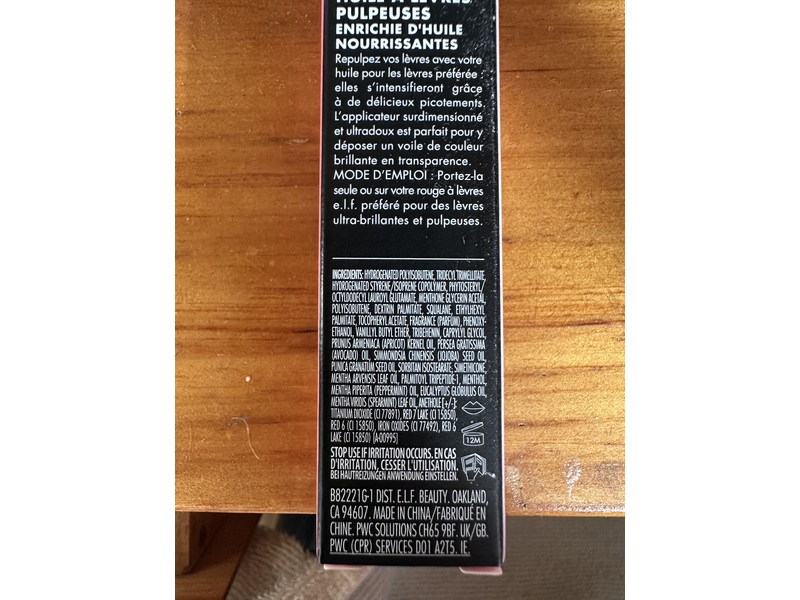 HUILE À LÈVRES
PULPEUSES
ENRICHIE D'HUILE
NOURRISSANTES
Repulpez vos lèvres avec votre
huile pour les lèvres préférée :
elles s'intensifieront grâce
à de délicieux picotements.
L'applicateur surdimensionné
et ultradoux est parfait pour y
déposer un voile de couleur
brillante en transparence.
MODE D'EMPLOI : Portez-la
seule ou sur votre rouge à lèvres
e.l.f. préféré pour des lèvres
ultra-brillantes et pulpeuses.
INGREDIENTS: HYDROGENATED POLYISOBUTENE, TRIDECYL TRIMELLITATE,
HYDROGENATED STYRENE/ISOPRENE COPOLYMER, PHYTOSTERYL/
OCTYLDODECYL LAUROYL GLUTAMATE, MENTHONE GLYCERIN ACETAL,
POLYISOBUTENE, DEXTRIN PALMITATE, SQUALANE, ETHYLHEXYL
PALMITATE, TOCOPHERYL ACETATE, FRAGRANCE (PARFUM), PHENOXY-
ETHANOL, VANILLYL BUTYL ETHER, TRIBEHENIN, CAPRYLYL GLYCOL,
PRUNUS ARMENIACA (APRICOT) KERNEL OIL, PERSEA GRATISSIMA
(AVOCADO) OIL, SIMMONDSIA CHINENSIS (JOJOBA) SEED OIL,
PUNICA GRANATUM SEED OIL, SORBITAN ISOSTEARATE, SIMETHICONE,
MENTHA ARVENSIS LEAF OIL, PALMITOYL TRIPEPTIDE-1, MENTHOL,
MENTHA PIPERITA (PEPPERMINT) OIL, EUCALYPTUS GLOBULUS OIL,
MENTHA VIRIDIS (SPEARMINT) LEAF OIL, ANETHOLE [+/-:
TITANIUM DIOXIDE (CI 77891), RED 7 LAKE (CI 15850),
RED 6 (CI 15850), IRON OXIDES (CI 77492), RED 6
LAKE (CI 15850) [A-00995]
12M
STOP USE IF IRRITATION OCCURS. EN CAS
D'IRRITATION, CESSER L'UTILISATION.
BEI HAUTREIZUNGEN ANWENDUNG EINSTELLEN.
B82221G-1 DIST. E.L.F. BEAUTY. OAKLAND,
CA 94607. MADE IN CHINA/FABRIQUÉ EN
CHINE. PWC SOLUTIONS CH65 9BF. UK/GB.
PWC (CPR) SERVICES D01 A2T5. IE.